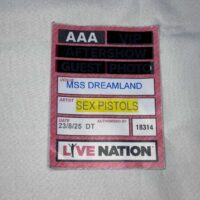 AAA VIP
AFTERSHOW
GUEST PHOTO
MSS DREAMLAND
ARTIST
SEX PISTOLS
DATE
23/8/25 DT
AUTHORISED BY
18314
LIVE NATION